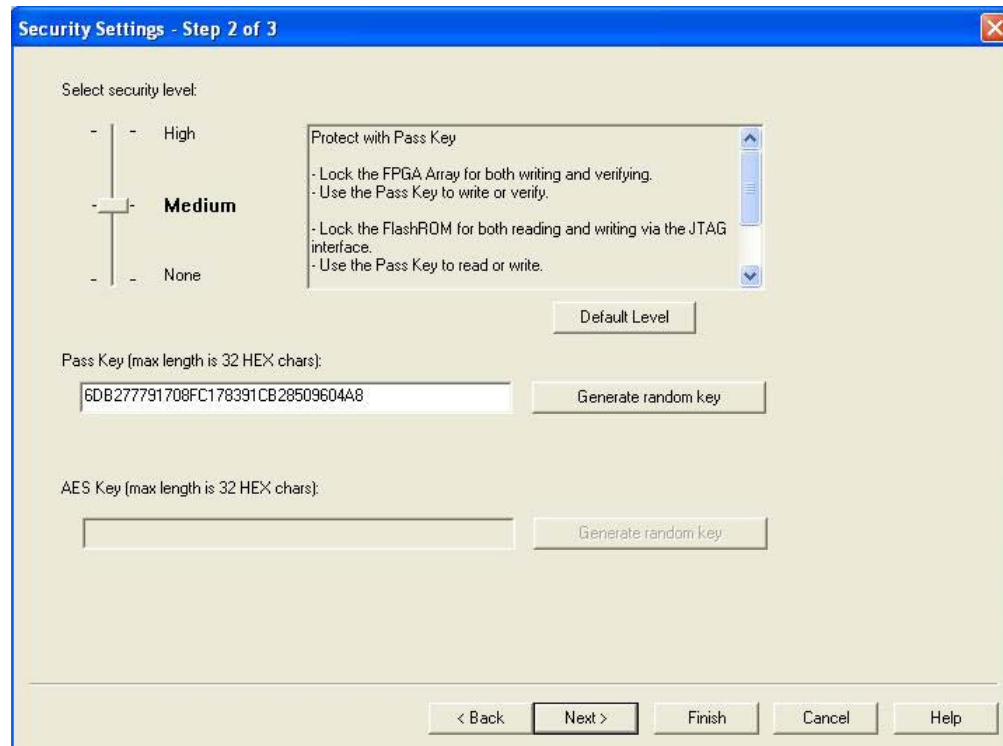 Security Settings - Step 2 of 3
Select security level:
High
Medium
None
Protect with Pass Key
- Lock the FPGA Array for both writing and verifying.
- Use the Pass Key to write or verify.
- Lock the FlashROM for both reading and writing via the JTAG
interface.
- Use the Pass Key to read or write.
Default Level
Pass Key (max length is 32 HEX chars):
6DB277791708FC178391CB28509604A8
Generate random key
AES Key (max length is 32 HEX chars):
Generate random key
< Back
Next >
Finish
Cancel
Help